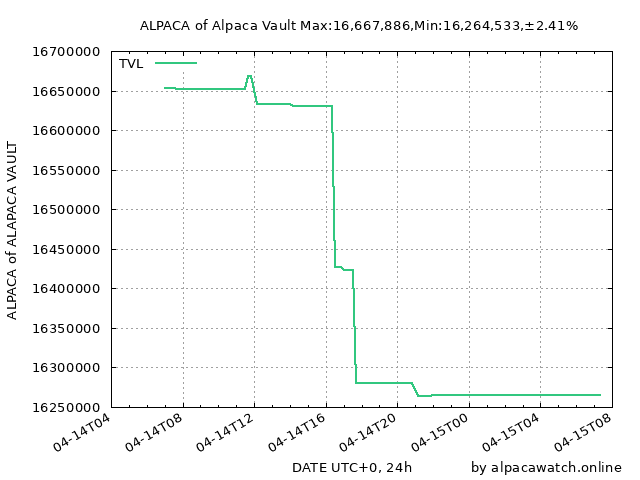 ALPACA of Alpaca Vault Max:16,667,886,Min:16,264,533,±2.41%
16700000
TVL
16650000
16600000
16550000
16500000
16450000
16400000
16350000
16300000
16250000
ALPACA of ALAPACA VAULT
04-14T04
04-14T08
04-14T12
04-14T16
04-14T20
04-15T00
04-15T04
04-15T08
DATE UTC+0, 24h
by alpacawatch.online